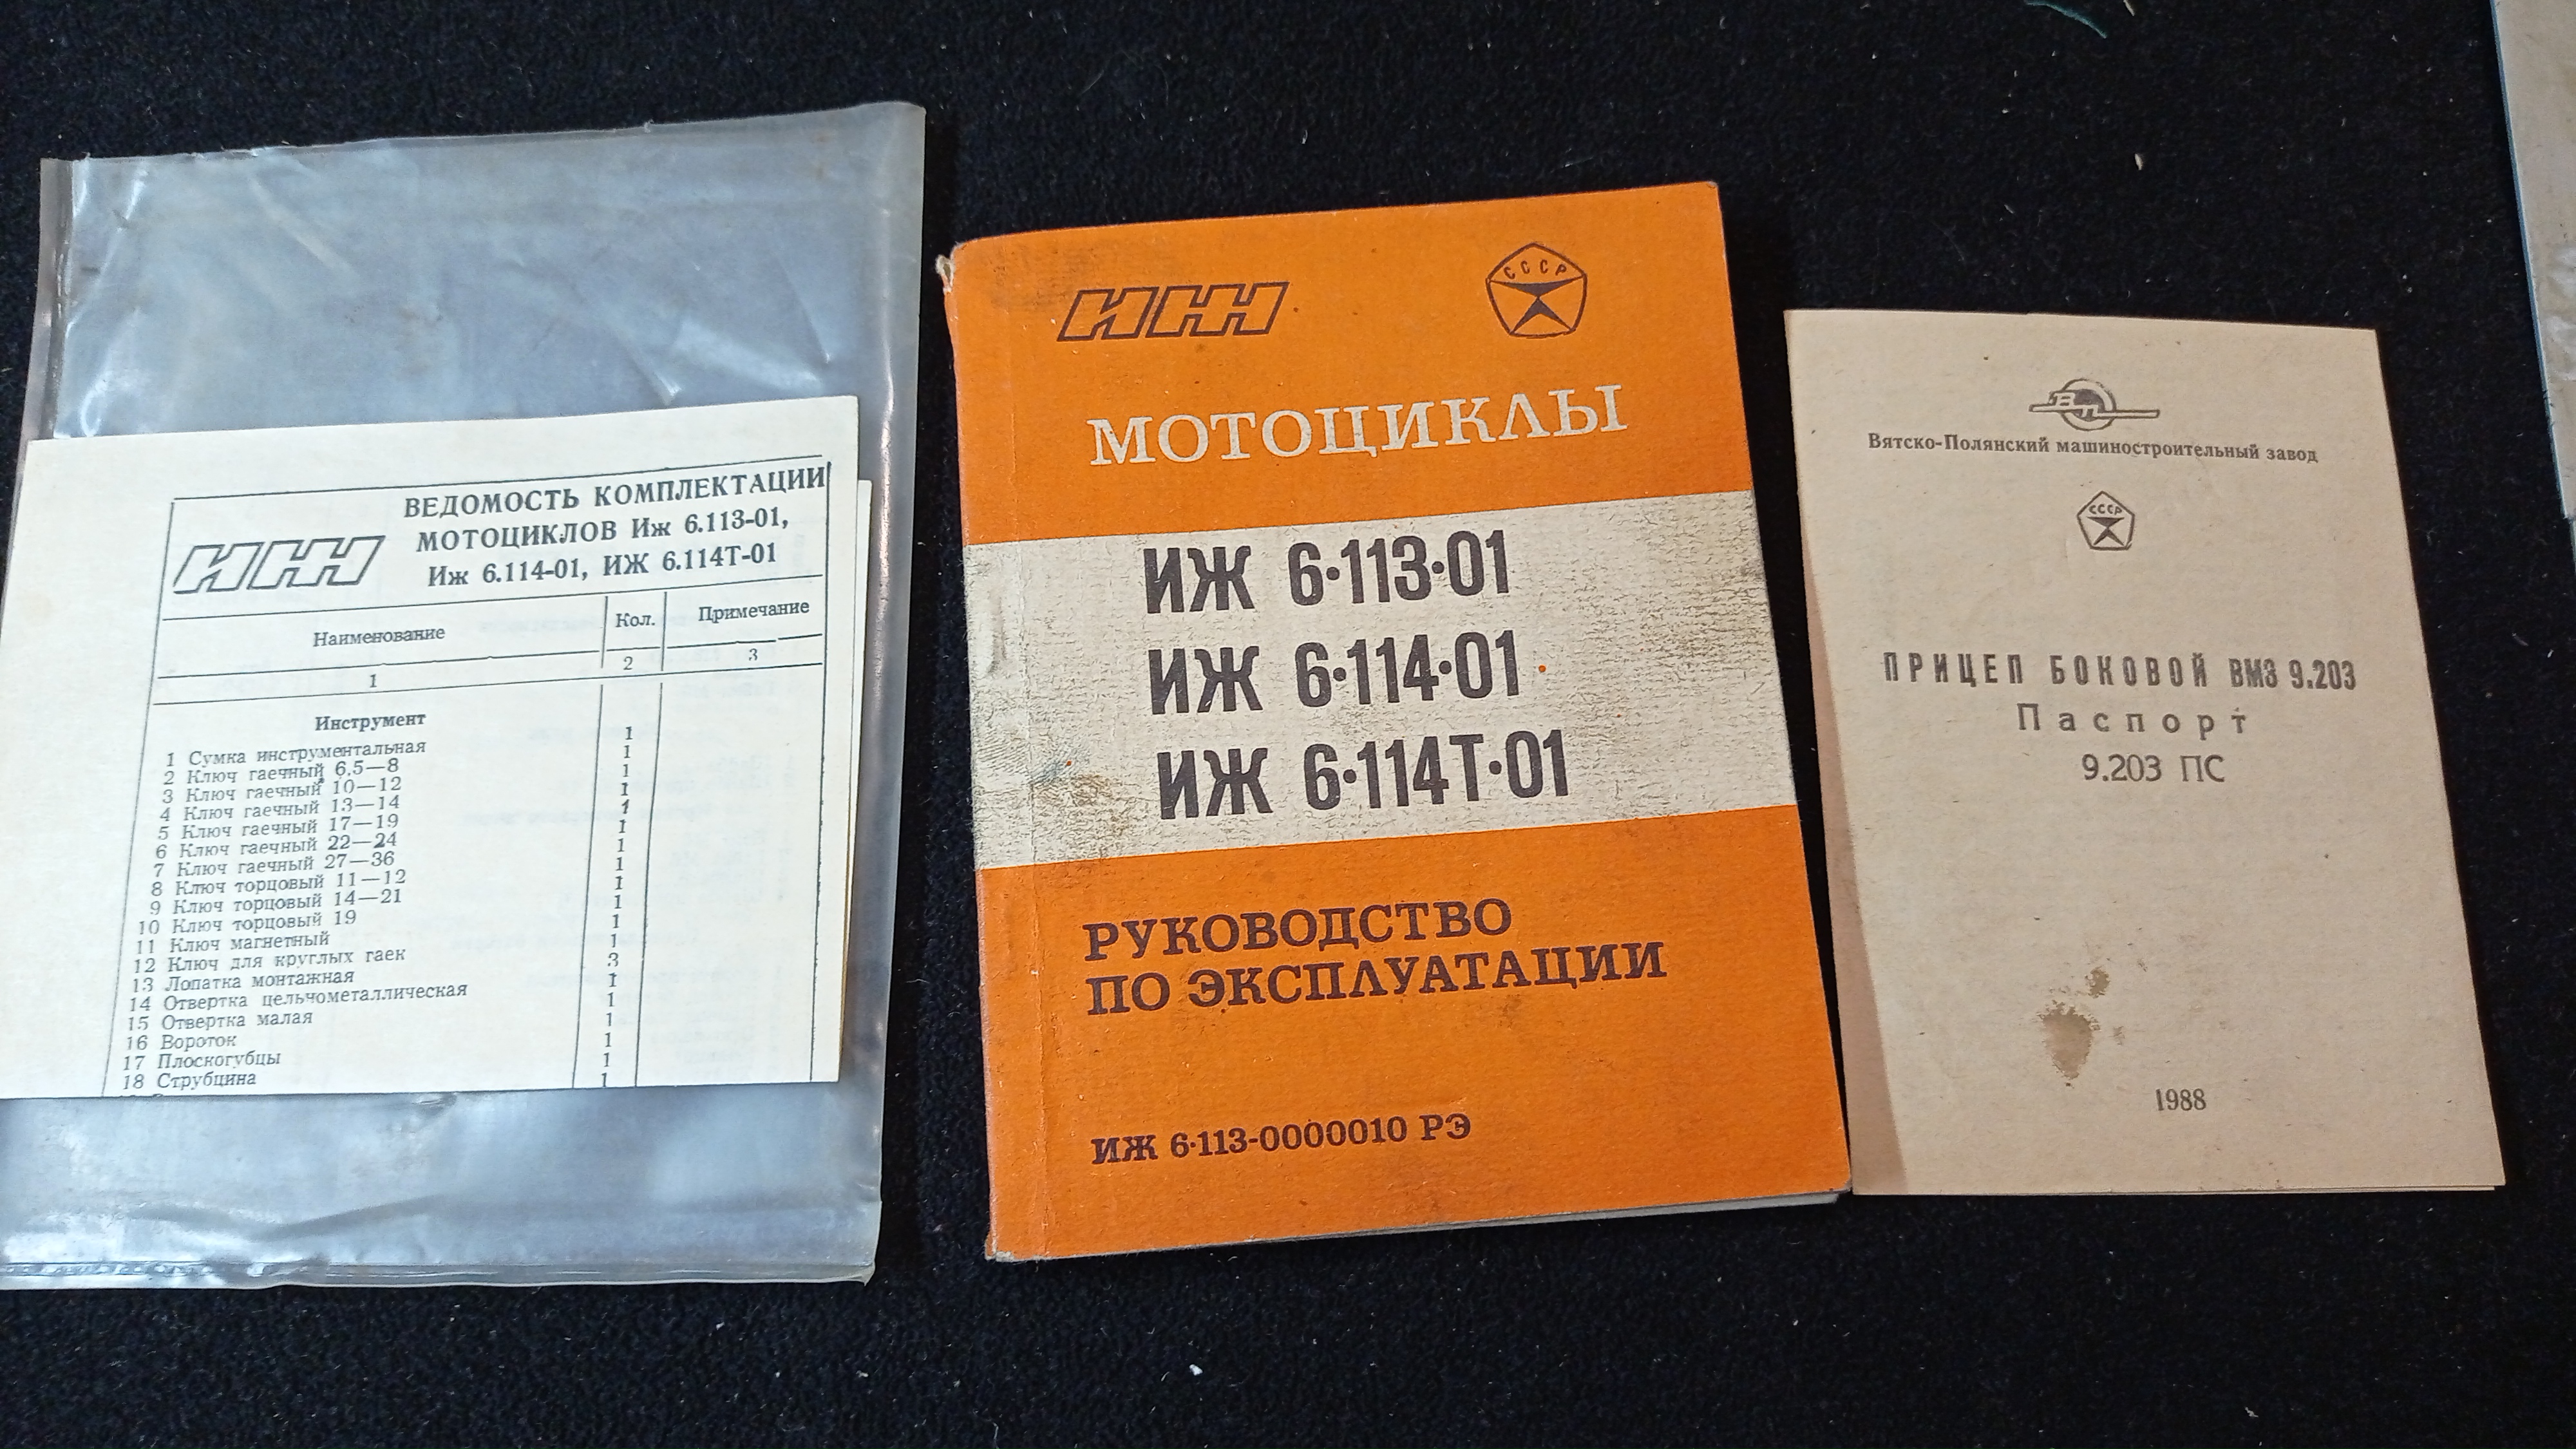 ИЖ
ВЕДОМОСТЬ КОМПЛЕКТАЦИИ
МОТОЦИКЛОВ Иж 6.113-01,
Иж 6.114-01, ИЖ 6.114Т-01
Наименование Кол. Примечание
1 2 3
Инструмент
1 Сумка инструментальная 1
2 Ключ гаечный 6,5—8 1
3 Ключ гаечный 10—12 1
4 Ключ гаечный 13—14 1
5 Ключ гаечный 17—19 1
6 Ключ гаечный 22—24 1
7 Ключ гаечный 27—36 1
8 Ключ торцовый 11—12 1
9 Ключ торцовый 14—21 1
10 Ключ торцовый 19 1
11 Ключ магнетный 1
12 Ключ для круглых гаек 1
13 Лопатка монтажная 3
14 Отвертка цельчометаллическая 1
15 Отвертка малая 1
16 Вороток 1
17 Плоскогубцы 1
18 Струбцина 1
ИЖ
СССР
МОТОЦИКЛЫ
ИЖ 6·113·01
ИЖ 6·114·01
ИЖ 6·114Т·01
РУКОВОДСТВО
ПО ЭКСПЛУАТАЦИИ
ИЖ 6·113-0000010 РЭ
ВП
Вятско-Полянский машиностроительный завод
СССР
ПРИЦЕП БОКОВОЙ ВМЗ 9.203
Паспорт
9.203 ПС
1988